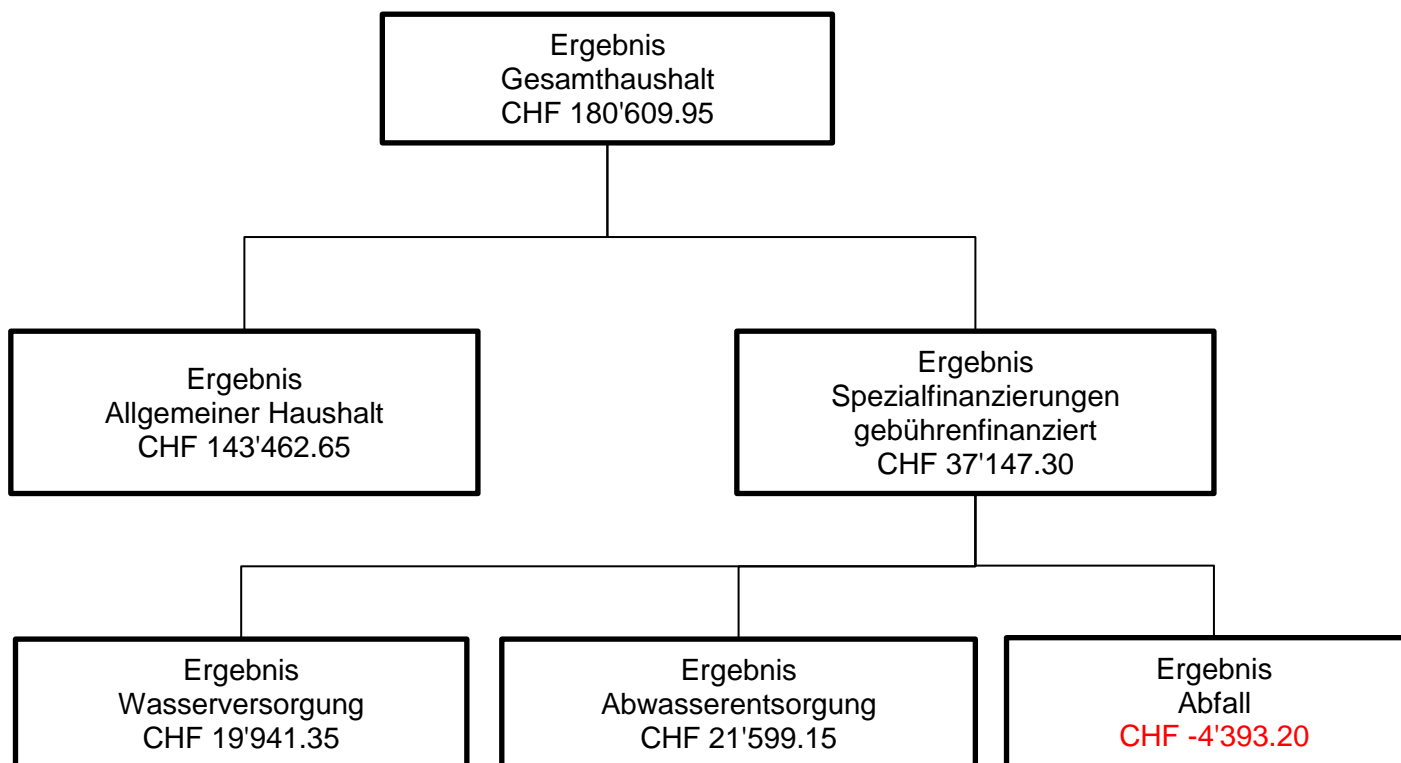 Ergebnis
Gesamthaushalt
CHF 180'609.95
Ergebnis
Allgemeiner Haushalt
CHF 143'462.65
Ergebnis
Spezialfinanzierungen
gebührenfinanziert
CHF 37'147.30
Ergebnis
Wasserversorgung
CHF 19'941.35
Ergebnis
Abwasserentsorgung
CHF 21'599.15
Ergebnis
Abfall
CHF -4'393.20